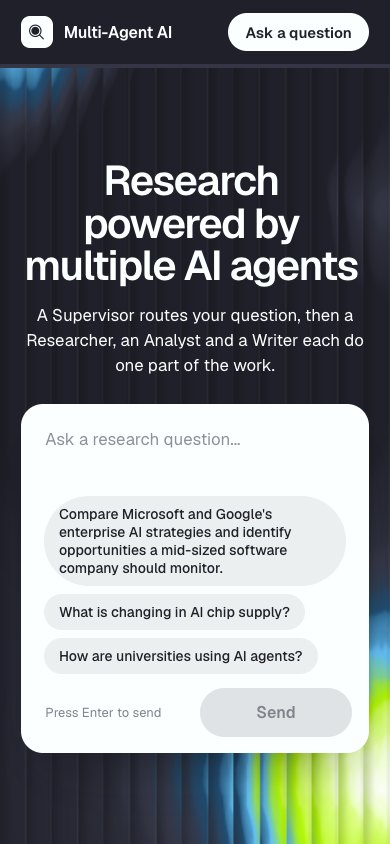 Multi-Agent AI
Ask a question
Research
powered by
multiple AI agents
A Supervisor routes your question, then a
Researcher, an Analyst and a Writer each do
one part of the work.
Ask a research question...
Compare Microsoft and Google's
enterprise AI strategies and identify
opportunities a mid-sized software
company should monitor.
What is changing in AI chip supply?
How are universities using AI agents?
Press Enter to send
Send